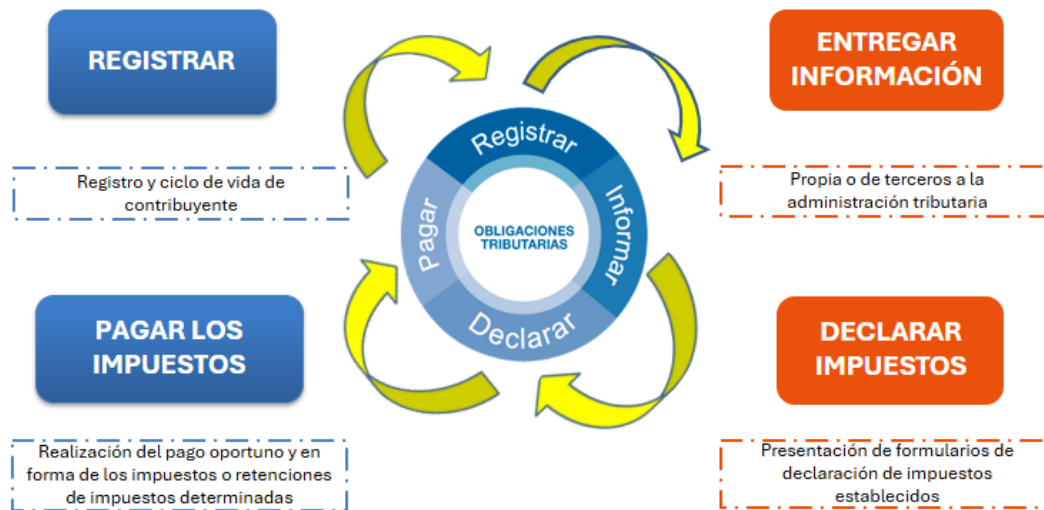 REGISTRAR
Registro y ciclo de vida de
contribuyente
ENTREGAR
INFORMACIÓN
Propia o de terceros a la
administración tributaria
Registrar
Informar
Declarar
Pagar
OBLIGACIONES
TRIBUTARIAS
PAGAR LOS
IMPUESTOS
Realización del pago oportuno y en
forma de los impuestos o retenciones
de impuestos determinadas
DECLARAR
IMPUESTOS
Presentación de formularios de
declaración de impuestos
establecidos